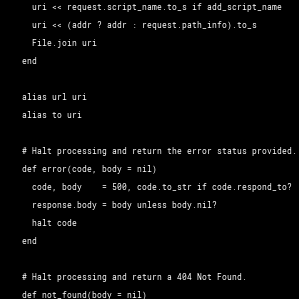 uri << request.script_name.to_s if add_script_name
uri << (addr ? addr : request.path_info).to_s
File.join uri
end
alias url uri
alias to uri
# Halt processing and return the error status provided.
def error(code, body = nil)
code, body    = 500, code.to_str if code.respond_to?
response.body = body unless body.nil?
halt code
end
# Halt processing and return a 404 Not Found.
def not_found(body = nil)